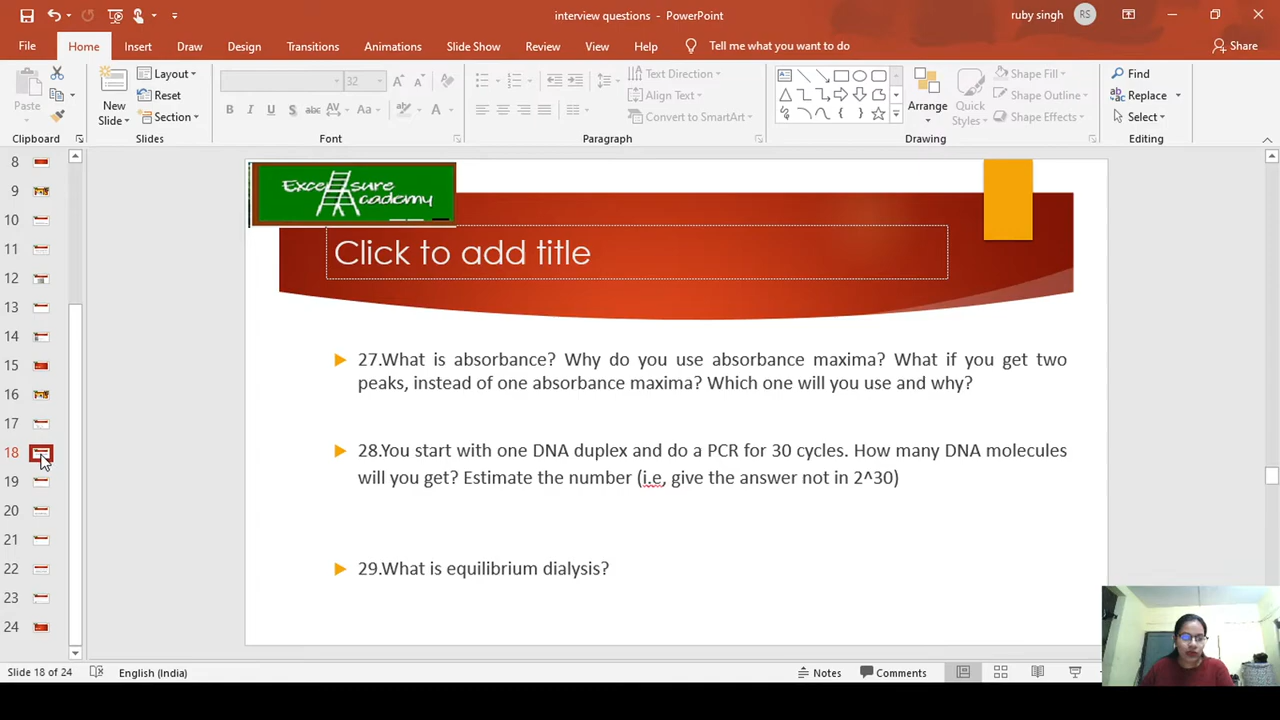 interview questions - PowerPoint
ruby singh
RS
File
Home
Insert
Draw
Design
Transitions
Animations
Slide Show
Review
View
Help
Tell me what you want to do
Share
Paste
Clipboard
New
Slide
Layout
Reset
Section
Slides
32
B I U S abc AV Aa A
Font
Text Direction
Align Text
Convert to SmartArt
Paragraph
Arrange
Quick
Styles
Shape Fill
Shape Outline
Shape Effects
Drawing
Find
Replace
Select
Editing
8
9
10
11
12
13
14
15
16
17
18
19
20
21
22
23
24
Excel sure
Academy
Click to add title
27.What is absorbance? Why do you use absorbance maxima? What if you get two
peaks, instead of one absorbance maxima? Which one will you use and why?
28.You start with one DNA duplex and do a PCR for 30 cycles. How many DNA molecules
will you get? Estimate the number (i.e, give the answer not in 2^30)
29.What is equilibrium dialysis?
Slide 18 of 24
English (India)
Notes
Comments